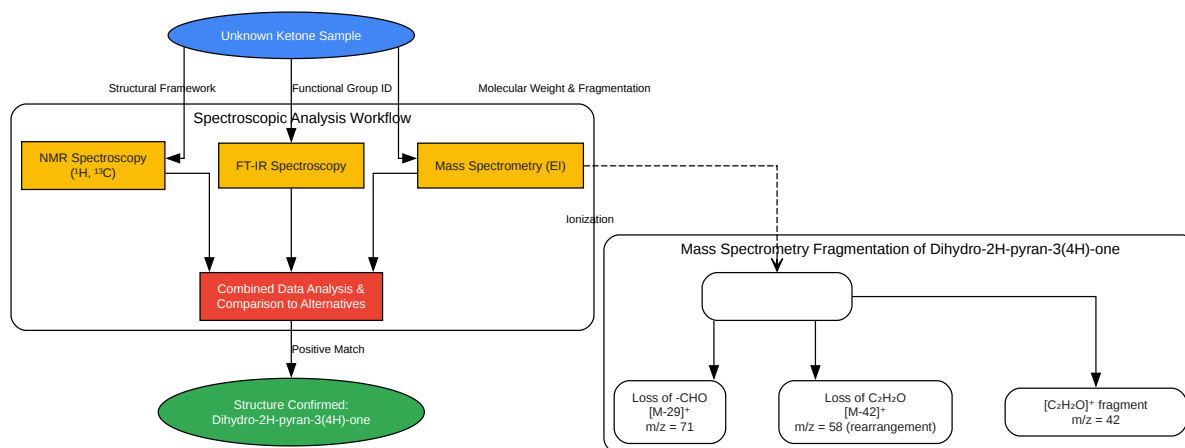 Unknown Ketone Sample
Structural Framework
Functional Group ID
Molecular Weight & Fragmentation
Spectroscopic Analysis Workflow
NMR Spectroscopy
(¹H, ¹³C)
FT-IR Spectroscopy
Mass Spectrometry (EI)
Ionization
Mass Spectrometry Fragmentation of Dihydro-2H-pyran-3(4H)-one
Combined Data Analysis &
Comparison to Alternatives
Positive Match
Structure Confirmed:
Dihydro-2H-pyran-3(4H)-one
Loss of -CHO
[M-29]⁺
m/z = 71
Loss of C₂H₂O
[M-42]⁺
m/z = 58 (rearrangement)
[C₂H₂O]⁺ fragment
m/z = 42